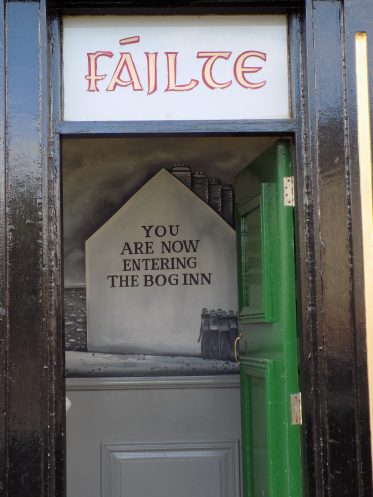 FÁILTE
YOU
ARE NOW
ENTERING
THE BOG INN